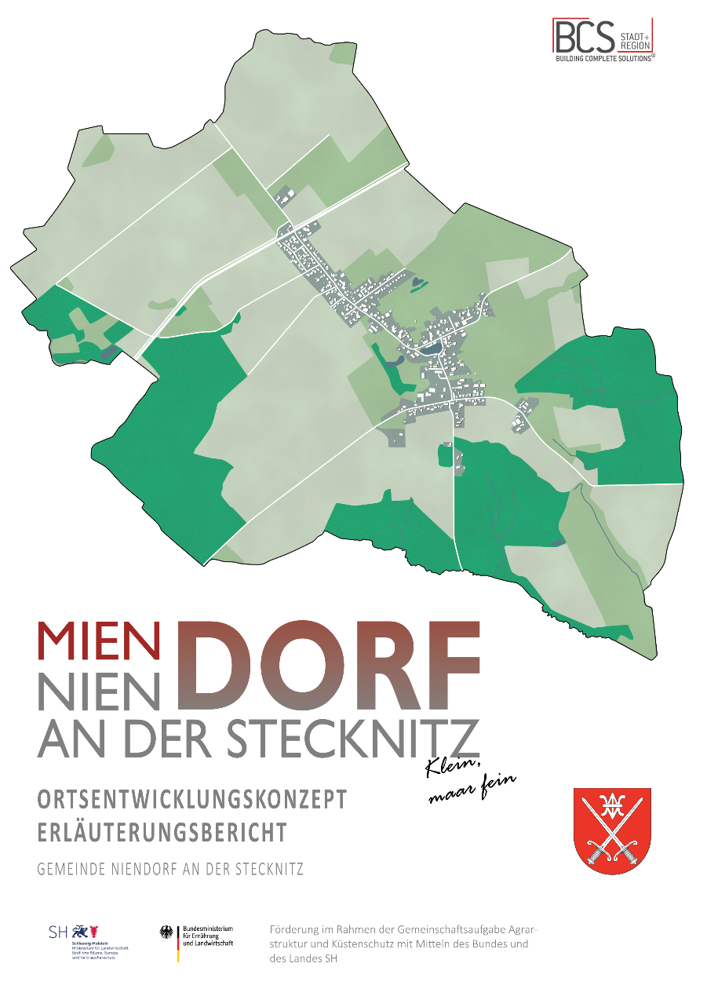 BCS STADT+
REGION
BUILDING COMPLETE SOLUTIONS®
MIEN DORF
NIEN
AN DER STECKNITZ
Klein,
maar fein
ORTSENTWICKLUNGSKONZEPT
ERLÄUTERUNGSBERICHT
GEMEINDE NIENDORF AN DER STECKNITZ
SH
Schleswig-Holstein
Ministerium für Landwirtschaft,
ländliche Räume, Europa
und Verbraucherschutz
Bundesministerium
für Ernährung
und Landwirtschaft
Förderung im Rahmen der Gemeinschaftsaufgabe Agrar-
struktur und Küstenschutz mit Mitteln des Bundes und
des Landes SH